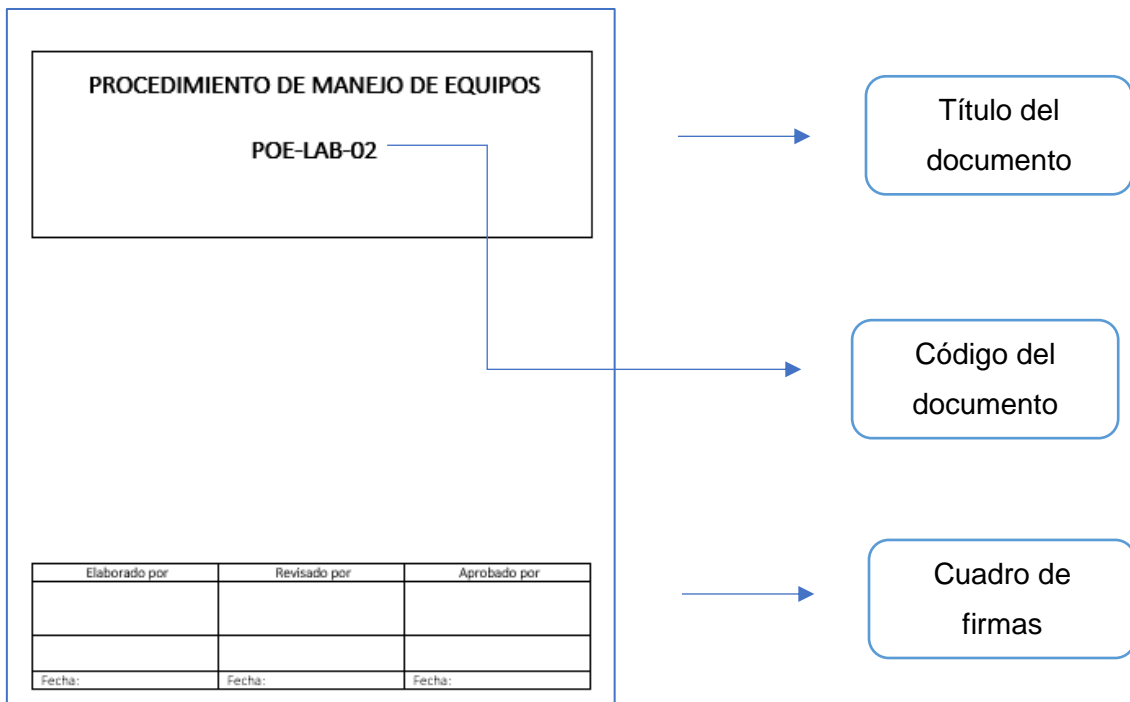 PROCEDIMIENTO DE MANEJO DE EQUIPOS
POE-LAB-02
Título del
documento
Código del
documento
Elaborado por Revisado por Aprobado por
Fecha: Fecha: Fecha:
Cuadro de
firmas